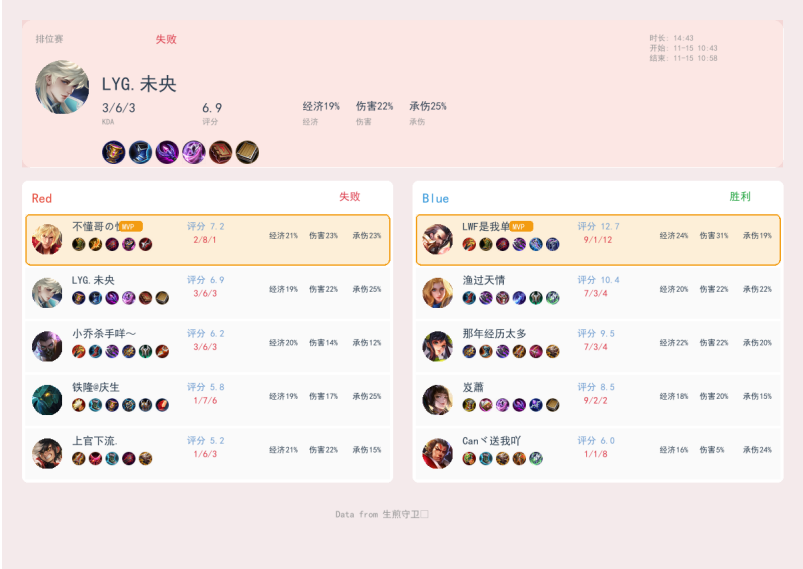 排位赛
失败
时长: 14:43
开始: 11-15 10:43
结束: 11-15 10:58
LYG.未央
3/6/3
6.9
经济19%
伤害22%
承伤25%
KDA
评分
经济
伤害
承伤
Red
失败
不懂哥の
MVP
评分 7.2
2/8/1
经济21%
伤害23%
承伤23%
LYG.未央
评分 6.9
3/6/3
经济19%
伤害22%
承伤25%
小乔杀手咩～
评分 6.2
3/6/3
经济20%
伤害14%
承伤12%
铁隆@庆生
评分 5.8
1/7/6
经济19%
伤害17%
承伤25%
上官下流.
评分 5.2
1/6/3
经济21%
伤害22%
承伤15%
Blue
胜利
LWF是我单
MVP
评分 12.7
9/1/12
经济24%
伤害31%
承伤19%
渔过天情
评分 10.4
7/3/4
经济20%
伤害22%
承伤22%
那年经历太多
评分 9.5
7/3/4
经济22%
伤害22%
承伤20%
岌蕭
评分 8.5
9/2/2
经济18%
伤害20%
承伤15%
Canヾ送我吖
评分 6.0
1/1/8
经济16%
伤害5%
承伤24%
Data from 生煎守卫